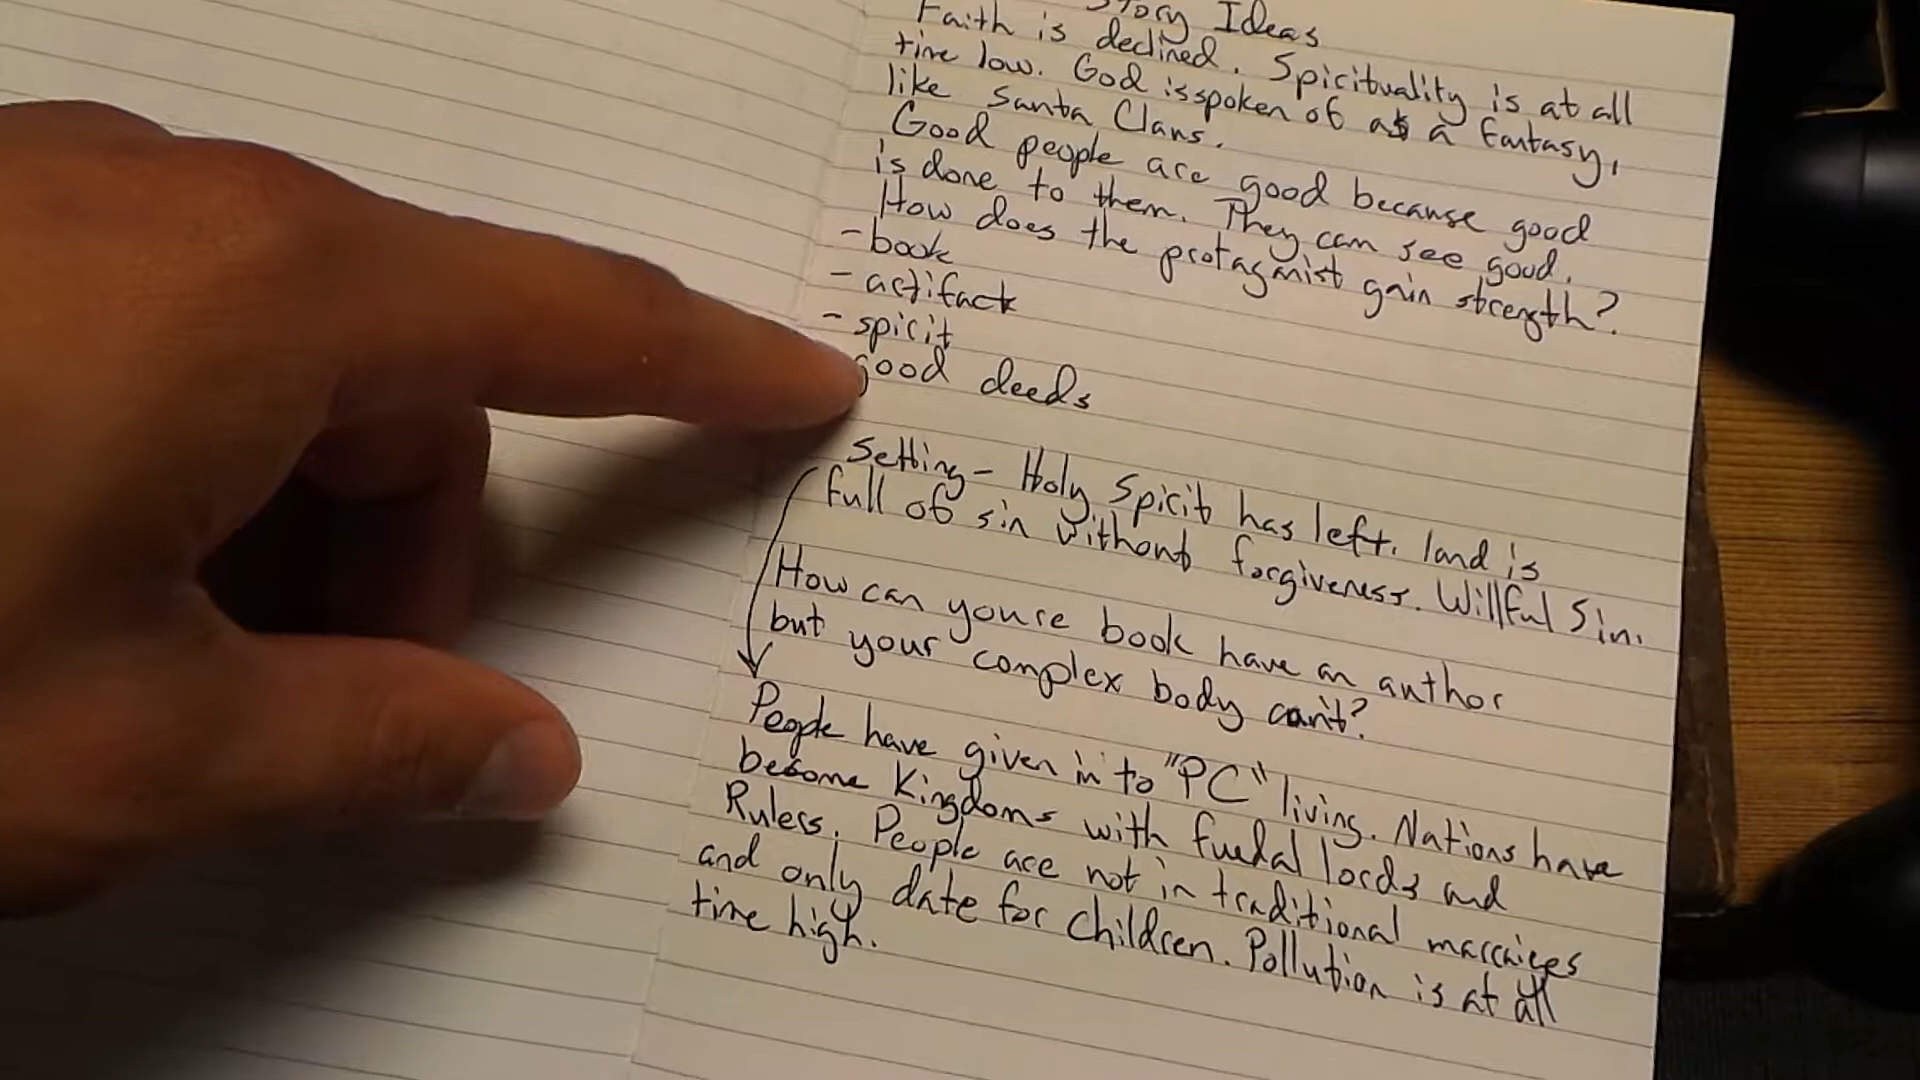 Story Ideas
Faith is declined. Spirituality is at all
time low. God is spoken of as a fantasy,
like Santa Claus.
Good people are good because good
is done to them. They can see good.
How does the protaganist gain strength?
- book
- artifact
- spirit
good deeds
Setting - Holy Spirit has left. land is
full of sin without forgiveness. Willful Sin.
How can youre book have an author
but your complex body can't?
People have given in to "PC" living. Nations have
become Kingdoms with fuedal lords and
Rulers. People are not in traditional
and only date for children. Pollution is at all
time high.